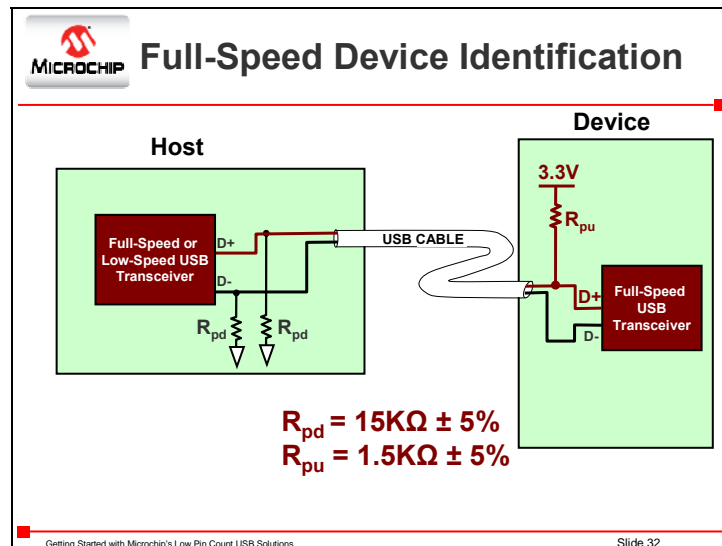 MICROCHIP
Full-Speed Device Identification
Host
Device
Full-Speed or
Low-Speed USB
Transceiver
D+
D-
Rpd
Rpd
USB CABLE
3.3V
Rpu
D+
D-
Full-Speed
USB
Transceiver
Rpd = 15KΩ ± 5%
Rpu = 1.5KΩ ± 5%
Getting Started with Microchip's Low Pin Count USB Solutions
Slide 32